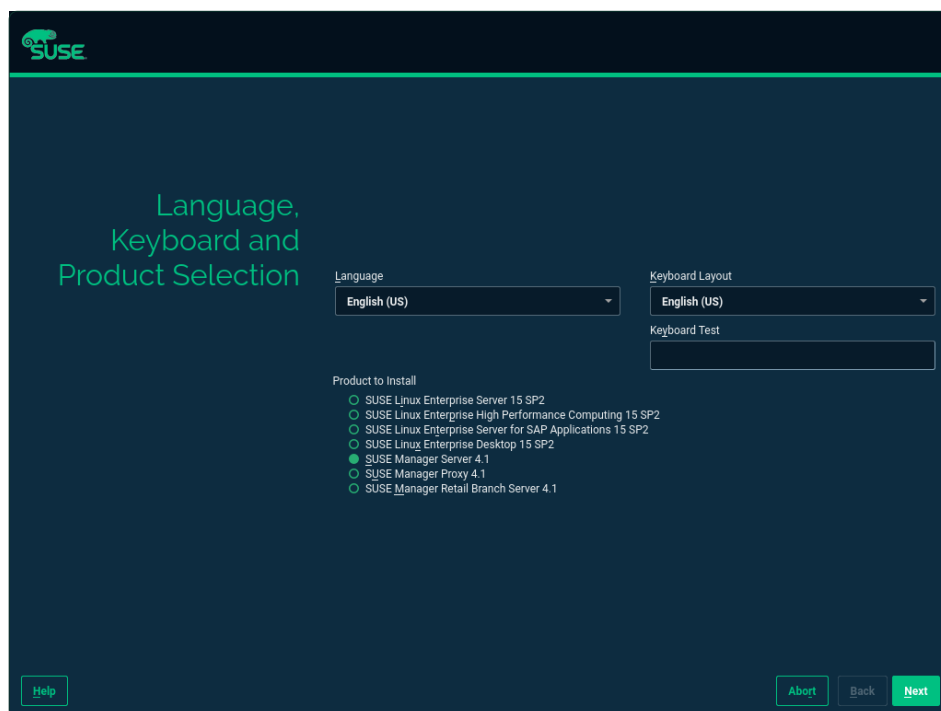 SUSE
Language,
Keyboard and
Product Selection
Language
Keyboard Layout
English (US)
English (US)
Keyboard Test
Product to Install
SUSE Linux Enterprise Server 15 SP2
SUSE Linux Enterprise High Performance Computing 15 SP2
SUSE Linux Enterprise Server for SAP Applications 15 SP2
SUSE Linux Enterprise Desktop 15 SP2
SUSE Manager Server 4.1
SUSE Manager Proxy 4.1
SUSE Manager Retail Branch Server 4.1
Help
Abort
Back
Next